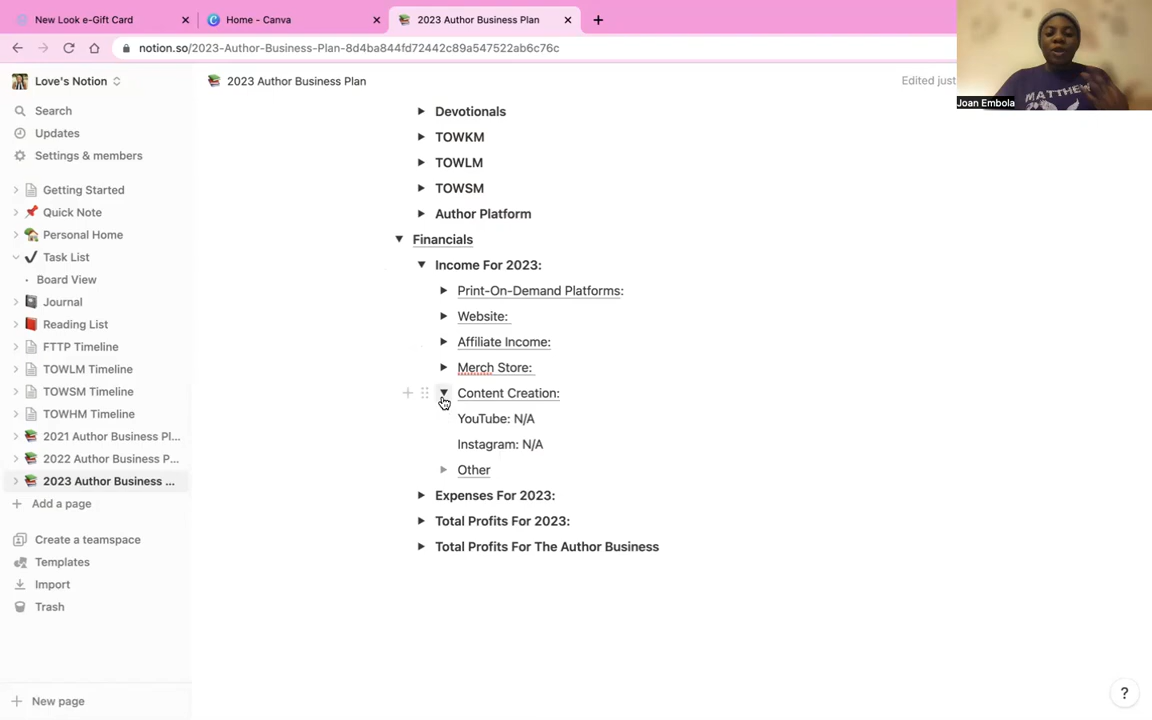 New Look e-Gift Card
Home - Canva
2023 Author Business Plan
notion.so/2023-Author-Business-Plan-8d4ba844fd72442c89a547522ab6c76c
Love's Notion
2023 Author Business Plan
Edited just
MATTHEW
Joan Embola
Search
Updates
Settings & members
Getting Started
Quick Note
Personal Home
Task List
Board View
Journal
Reading List
FTTP Timeline
TOWLM Timeline
TOWSM Timeline
TOWHM Timeline
2021 Author Business Pl...
2022 Author Business P...
2023 Author Business ...
Add a page
Create a teamspace
Templates
Import
Trash
New page
Devotionals
TOWKM
TOWLM
TOWSM
Author Platform
Financials
Income For 2023:
Print-On-Demand Platforms:
Website:
Affiliate Income:
Merch Store:
Content Creation:
YouTube: N/A
Instagram: N/A
Other
Expenses For 2023:
Total Profits For 2023:
Total Profits For The Author Business
?